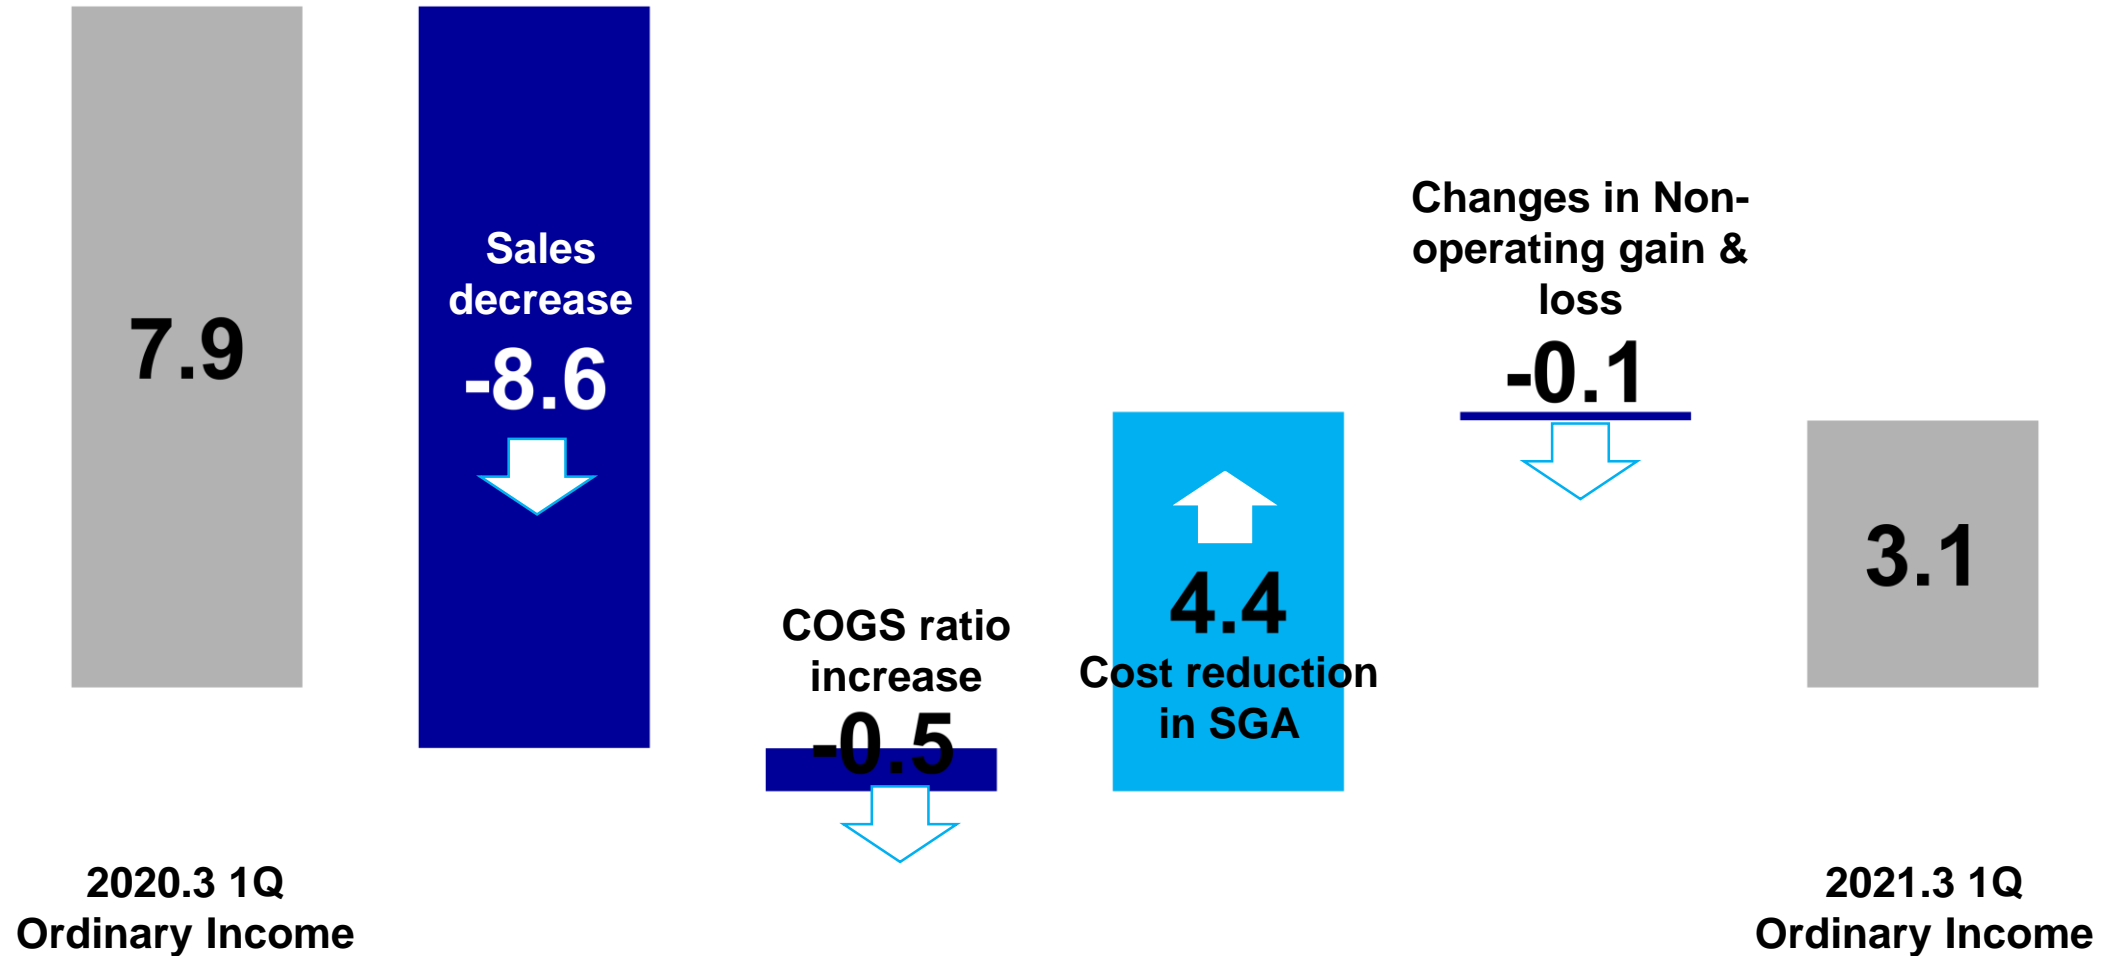 7.9
2020.3 1Q
Ordinary Income
Sales
decrease
-8.6
COGS ratio
increase
-0.5
4.4
Cost reduction
in SGA
Changes in Non-
operating gain &
loss
-0.1
3.1
2021.3 1Q
Ordinary Income